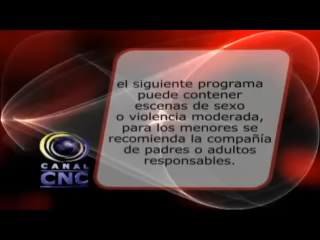 el siguiente programa
puede contener
escenas de sexo
o violencia moderada,
para los menores se
recomienda la compañía
de padres o adultos
responsables.
CANAL
CNC